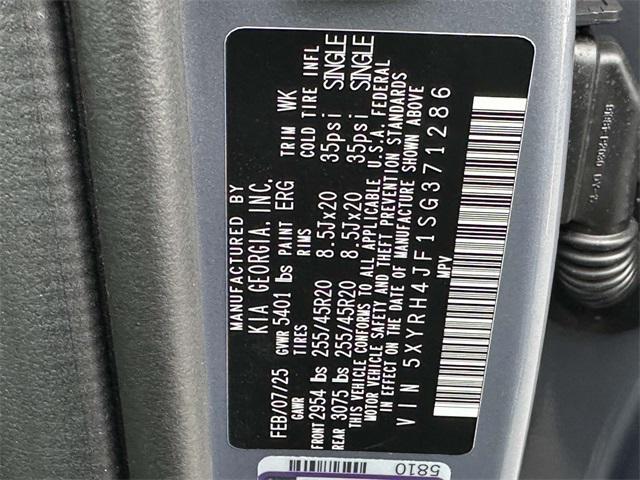 MANUFACTURED BY
KIA GEORGIA, INC.
FEB/07/25 GVWR 5401 lbs PAINT ERG TRIM WK
GAWR TIRES RIMS COLD TIRE INFL
FRONT 2954 lbs 255/45R20 8.5Jx20 35psi SINGLE
REAR 3075 lbs 255/45R20 8.5Jx20 35psi SINGLE
THIS VEHICLE CONFORMS TO ALL APPLICABLE U.S.A. FEDERAL
MOTOR VEHICLE SAFETY AND THEFT PREVENTION STANDARDS
IN EFFECT ON THE DATE OF MANUFACTURE SHOWN ABOVE
VIN 5XYRH4JF1SG371286
MPV
5810